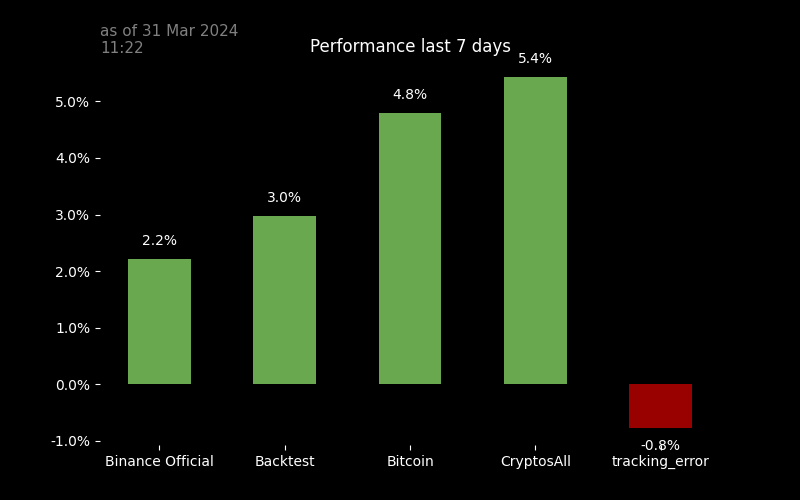 as of 31 Mar 2024
11:22
Performance last 7 days
5.4%
4.8%
3.0%
2.2%
-0.8%
5.0%
4.0%
3.0%
2.0%
1.0%
0.0%
-1.0%
Binance Official
Backtest
Bitcoin
CryptosAll
tracking_error